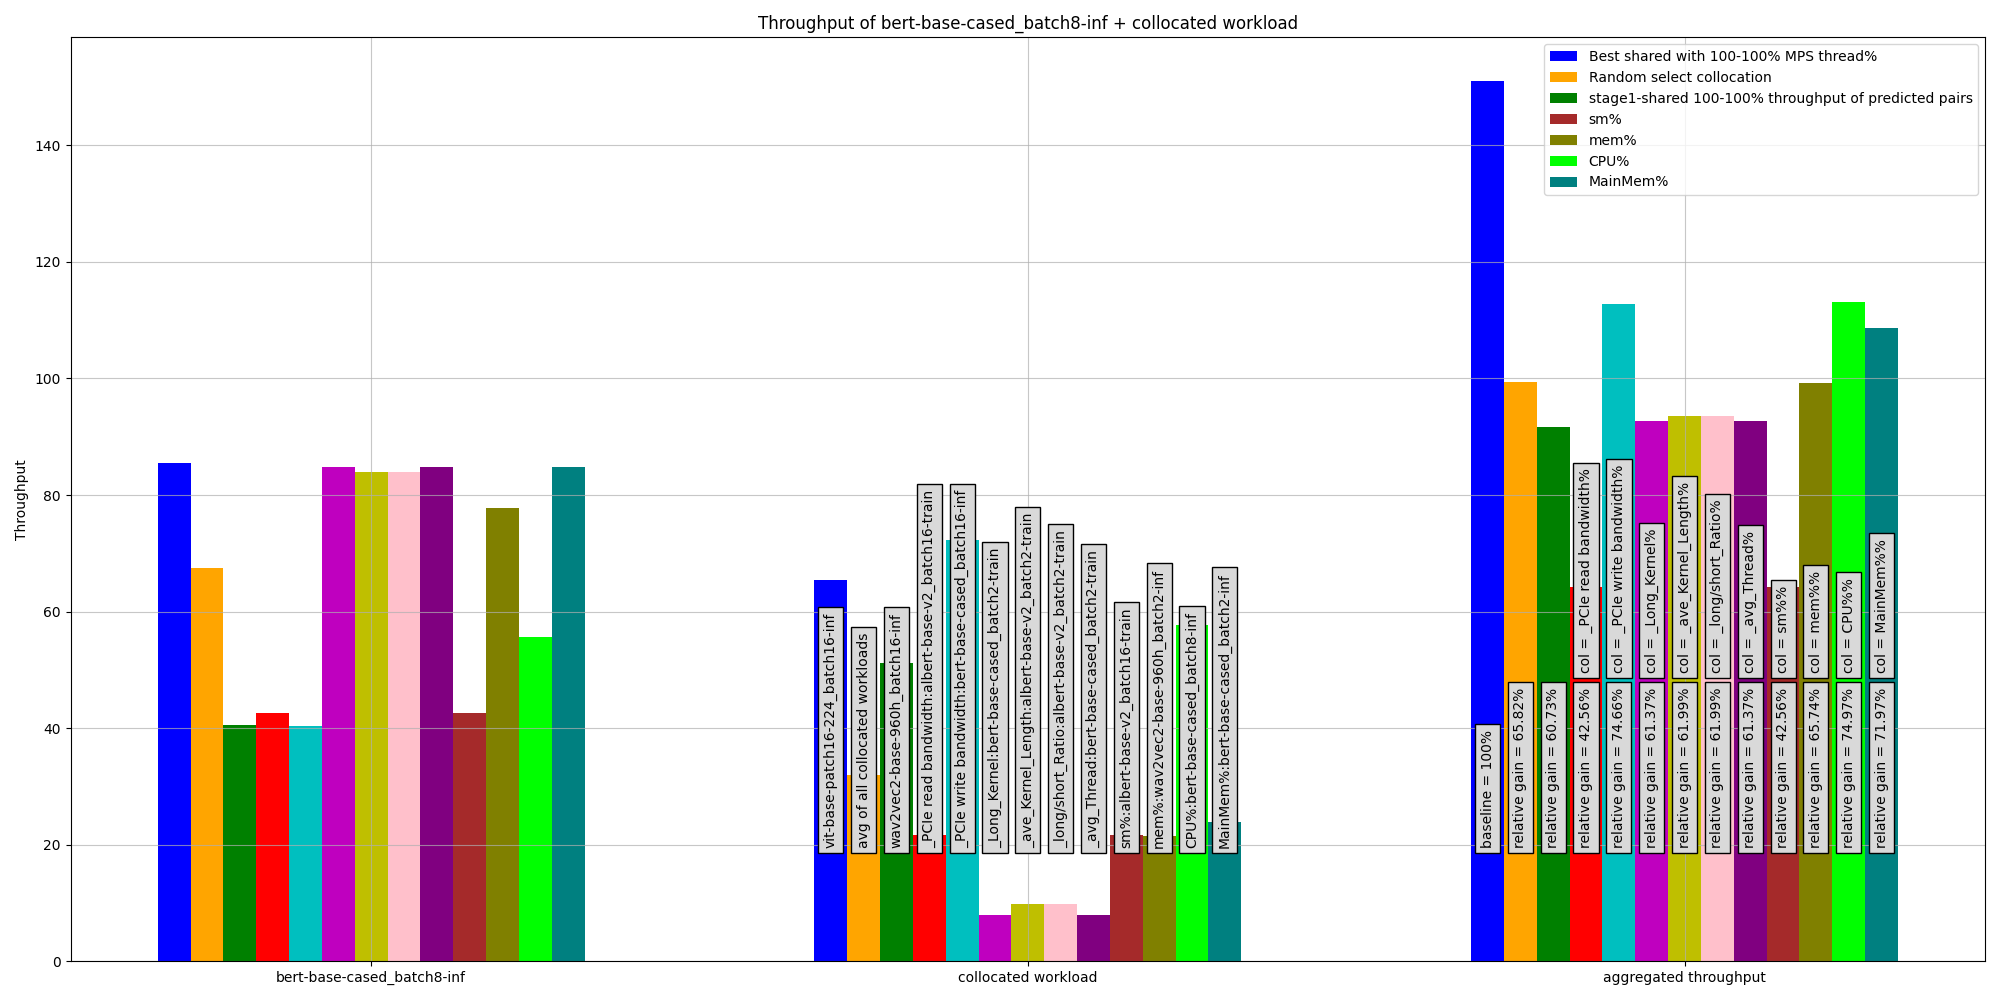 Throughput of bert-base-cased_batch8-inf + collocated workload
Best shared with 100-100% MPS thread%
Random select collocation
stage1-shared 100-100% throughput of predicted pairs
sm%
mem%
CPU%
MainMem%
Throughput
140
120
100
80
60
40
20
0
vit-base-patch16-224_batch16-inf
avg of all collocated workloads
wav2vec2-base-960h_batch16-inf
_PCIe read bandwidth:albert-base-v2_batch16-train
_PCIe write bandwidth:bert-base-cased_batch16-inf
_Long_Kernel:bert-base-cased_batch2-train
_ave_Kernel_Length:albert-base-v2_batch2-train
_long/short_Ratio:albert-base-v2_batch2-train
_avg_Thread:bert-base-cased_batch2-train
sm%:albert-base-v2_batch16-train
mem%:wav2vec2-base-960h_batch2-inf
CPU%:bert-base-cased_batch8-inf
MainMem%:bert-base-cased_batch2-inf
col = _PCIe read bandwidth%
col = _PCIe write bandwidth%
col = _Long_Kernel%
col = _ave_Kernel_Length%
col = _long/short_Ratio%
col = _avg_Thread%
col = sm%%
col = mem%%
col = CPU%%
col = MainMem%%
baseline = 100%
relative gain = 65.82%
relative gain = 60.73%
relative gain = 42.56%
relative gain = 74.66%
relative gain = 61.37%
relative gain = 61.99%
relative gain = 61.99%
relative gain = 61.37%
relative gain = 42.56%
relative gain = 65.74%
relative gain = 74.97%
relative gain = 71.97%
bert-base-cased_batch8-inf
collocated workload
aggregated throughput